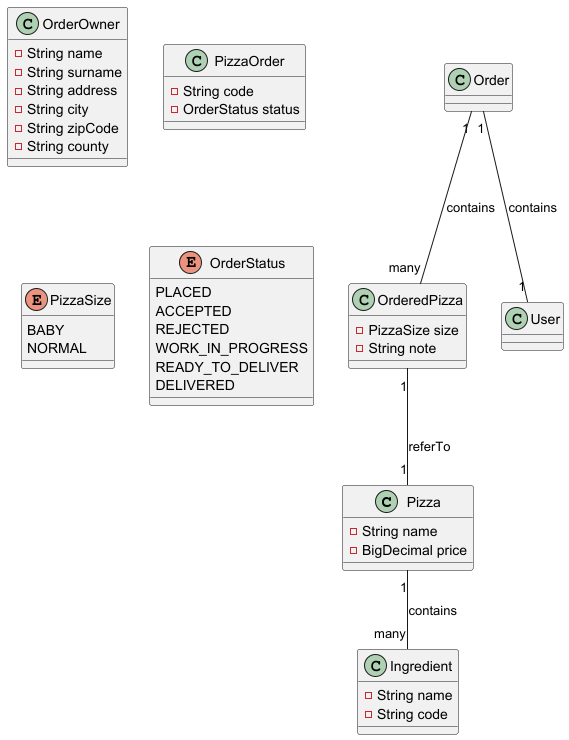 C OrderOwner
String name
String surname
String address
String city
String zipCode
String county
C PizzaOrder
String code
OrderStatus status
C Order
1
1
contains
contains
many
1
E PizzaSize
BABY
NORMAL
E OrderStatus
PLACED
ACCEPTED
REJECTED
WORK_IN_PROGRESS
READY_TO_DELIVER
DELIVERED
C OrderedPizza
PizzaSize size
String note
C User
1
referTo
1
C Pizza
String name
BigDecimal price
1
contains
many
C Ingredient
String name
String code